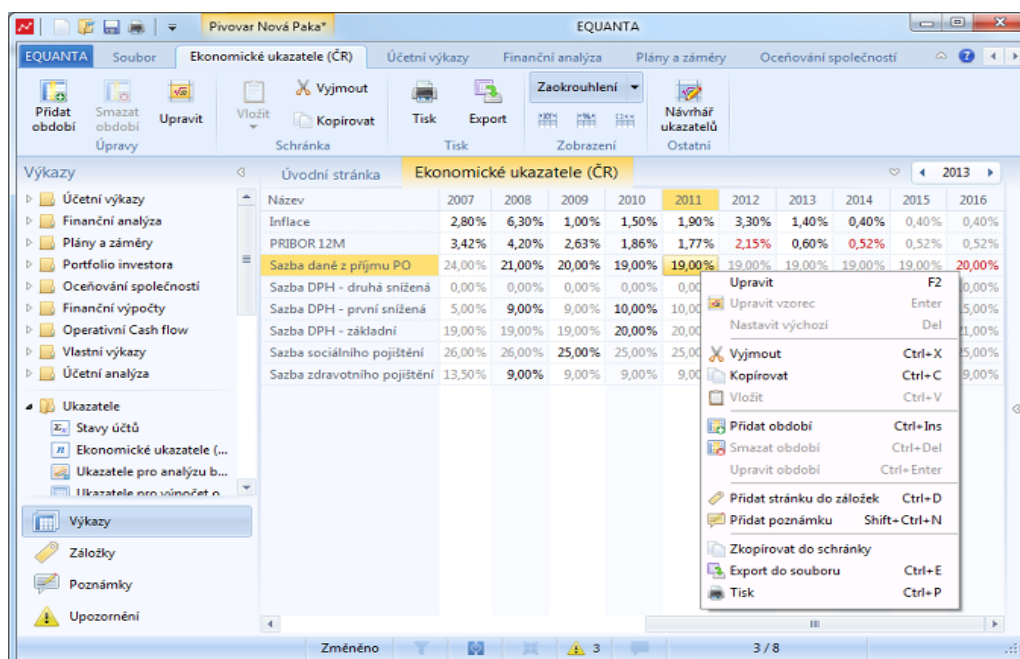 Pivovar Nová Paka*
EQUANTA
EQUANTA Soubor Ekonomické ukazatele (ČR) Účetní výkazy Finanční analýza Plány a záměry Oceňování společností
Přidat období
Smazat období
Upravit
Úpravy
Vložit
Vyjmout
Kopírovat
Schránka
Tisk
Export
Tisk
Zaokrouhlení
Zobrazení
Návrhář ukazatelů
Ostatní
Výkazy
Účetní výkazy
Finanční analýza
Plány a záměry
Portfolio investora
Oceňování společností
Finanční výpočty
Operativní Cash flow
Vlastní výkazy
Účetní analýza
Ukazatele
Stavy účtů
Ekonomické ukazatele (...
Ukazatele pro analýzu b...
Ukazatele pro výpočet o
Výkazy
Záložky
Poznámky
Upozornění
Úvodní stránka Ekonomické ukazatele (ČR) 2013
Název 2007 2008 2009 2010 2011 2012 2013 2014 2015 2016
Inflace 2,80% 6,30% 1,00% 1,50% 1,90% 3,30% 1,40% 0,40% 0,40% 0,40%
PRIBOR 12M 3,42% 4,20% 2,63% 1,86% 1,77% 2,15% 0,60% 0,52% 0,52% 0,52%
Sazba daně z příjmu PO 24,00% 21,00% 20,00% 19,00% 19,00% 19,00% 19,00% 19,00% 19,00% 20,00%
Sazba DPH - druhá snížená 0,00% 0,00% 0,00% 0,00% 0,00
Sazba DPH - první snížená 5,00% 9,00% 9,00% 10,00% 10,00
Sazba DPH - základní 19,00% 19,00% 19,00% 20,00% 20,00
Sazba sociálního pojištění 26,00% 26,00% 25,00% 25,00% 25,00
Sazba zdravotního pojištění 13,50% 9,00% 9,00% 9,00% 9,00 9,00%
Upravit F2
Upravit vzorec Enter
Nastavit výchozí Del
Vyjmout Ctrl+X
Kopírovat Ctrl+C
Vložit Ctrl+V
Přidat období Ctrl+Ins
Smazat období Ctrl+Del
Upravit období Ctrl+Enter
Přidat stránku do záložek Ctrl+D
Přidat poznámku Shift+Ctrl+N
Zkopírovat do schránky
Export do souboru Ctrl+E
Tisk Ctrl+P
Změněno 3 3 / 8